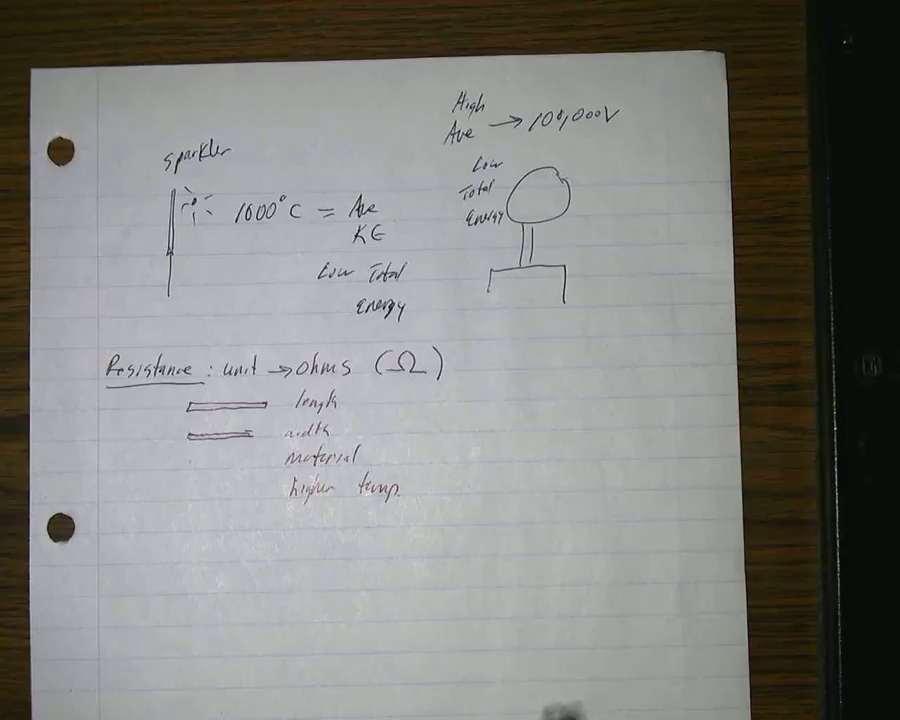 High
Ave → 100,000V
Sparkler
Low
Total
Energy
1000°C = Ave
KE
Low Total
Energy
Resistance : unit → ohms (Ω)
length
width
material
higher temp.